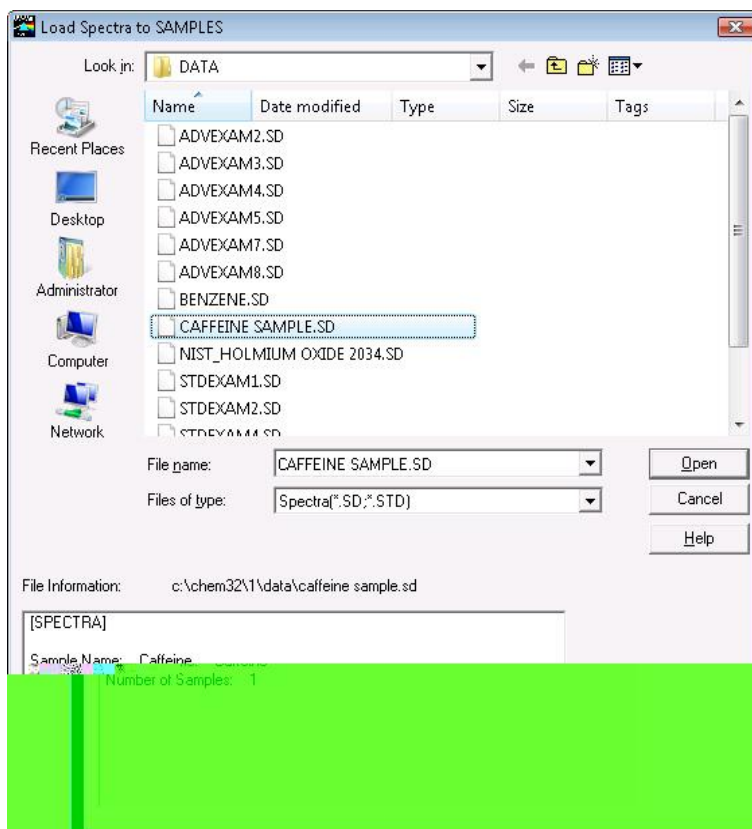 Load Spectra to SAMPLES
Look in: DATA
Name Date modified Type Size Tags
Recent Places
Desktop
Administrator
Computer
Network
ADVEXAM2.SD
ADVEXAM3.SD
ADVEXAM4.SD
ADVEXAM5.SD
ADVEXAM7.SD
ADVEXAM8.SD
BENZENE.SD
CAFFEINE SAMPLE.SD
NIST_HOLMIUM OXIDE 2034.SD
STDEXAM1.SD
STDEXAM2.SD
STDEXAM4.SD
File name: CAFFEINE SAMPLE.SD Open
Files of type: Spectra(*.SD;*.STD) Cancel
Help
File Information: c:\chem32\1\data\caffeine sample.sd
[SPECTRA]
Sample Name: Caffeine
Number of Samples: 1